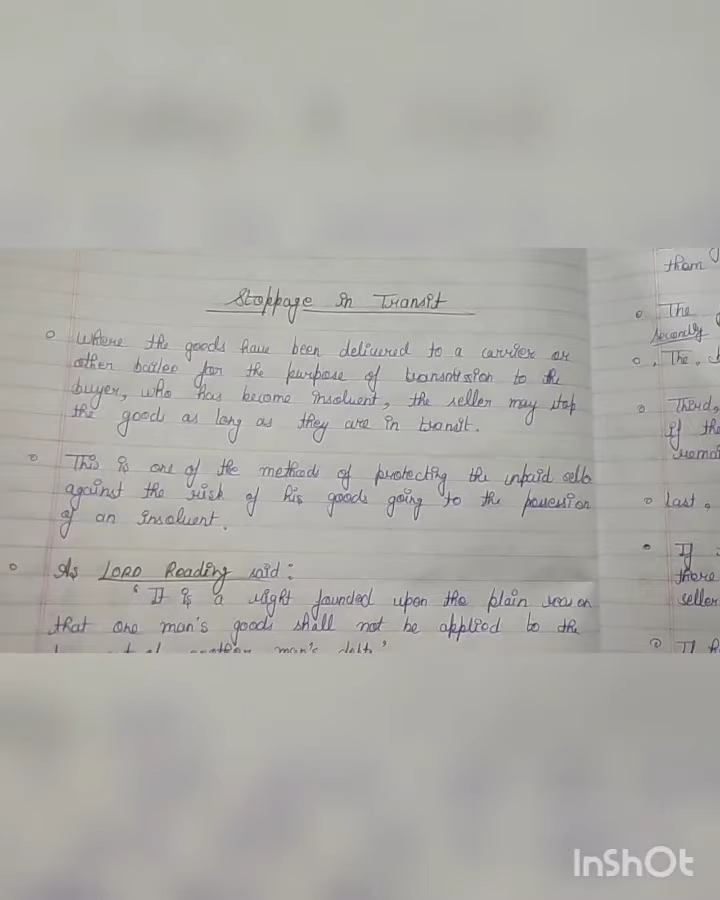 Stoppage in Transit
Where the goods have been delivered to a carrier or
other bailee for the purpose of transmission to the
buyer, who has become insolvent, the seller may stop
the goods as long as they are in transit.
This is one of the methods of protecting the unpaid seller
against the risk of his goods going to the possession
of an insolvent.
As LORD Reading said:
"It is a right founded upon the plain reason
that one man's goods shall not be applied to the
another man's debts"
tham
The
secondly
The
Third,
if the
Last
If
there
seller
InShOt